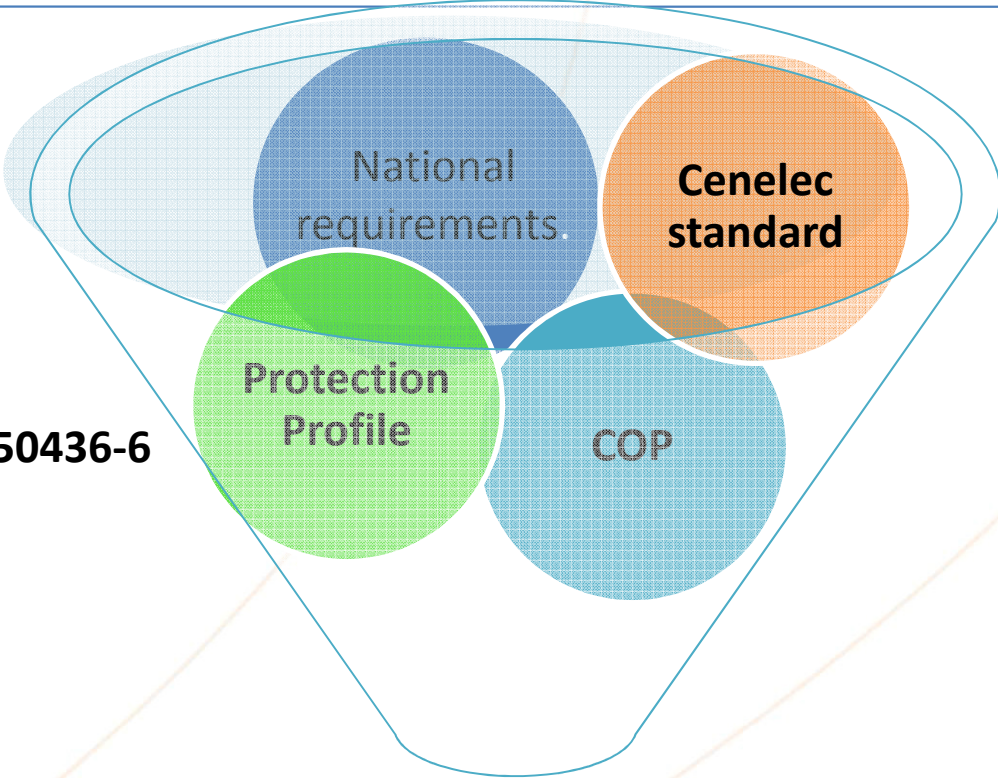 National
requirements.
Cenelec
standard
Protection
Profile
50436-6
COP